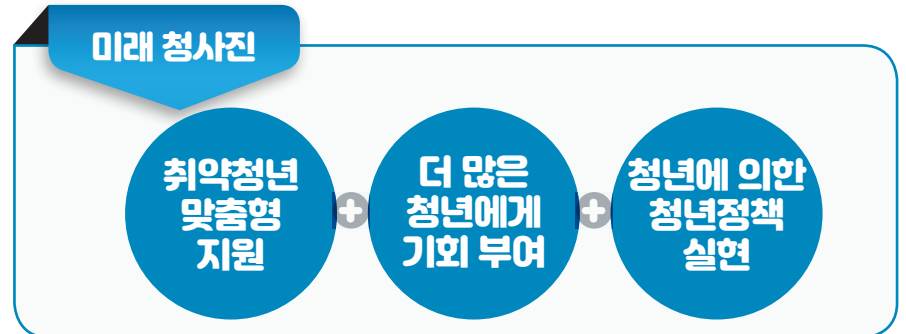 미래 청사진
취약청년
맞춤형
지원
+
더 많은
청년에게
기회 부여
+
청년에 의한
청년정책
실현